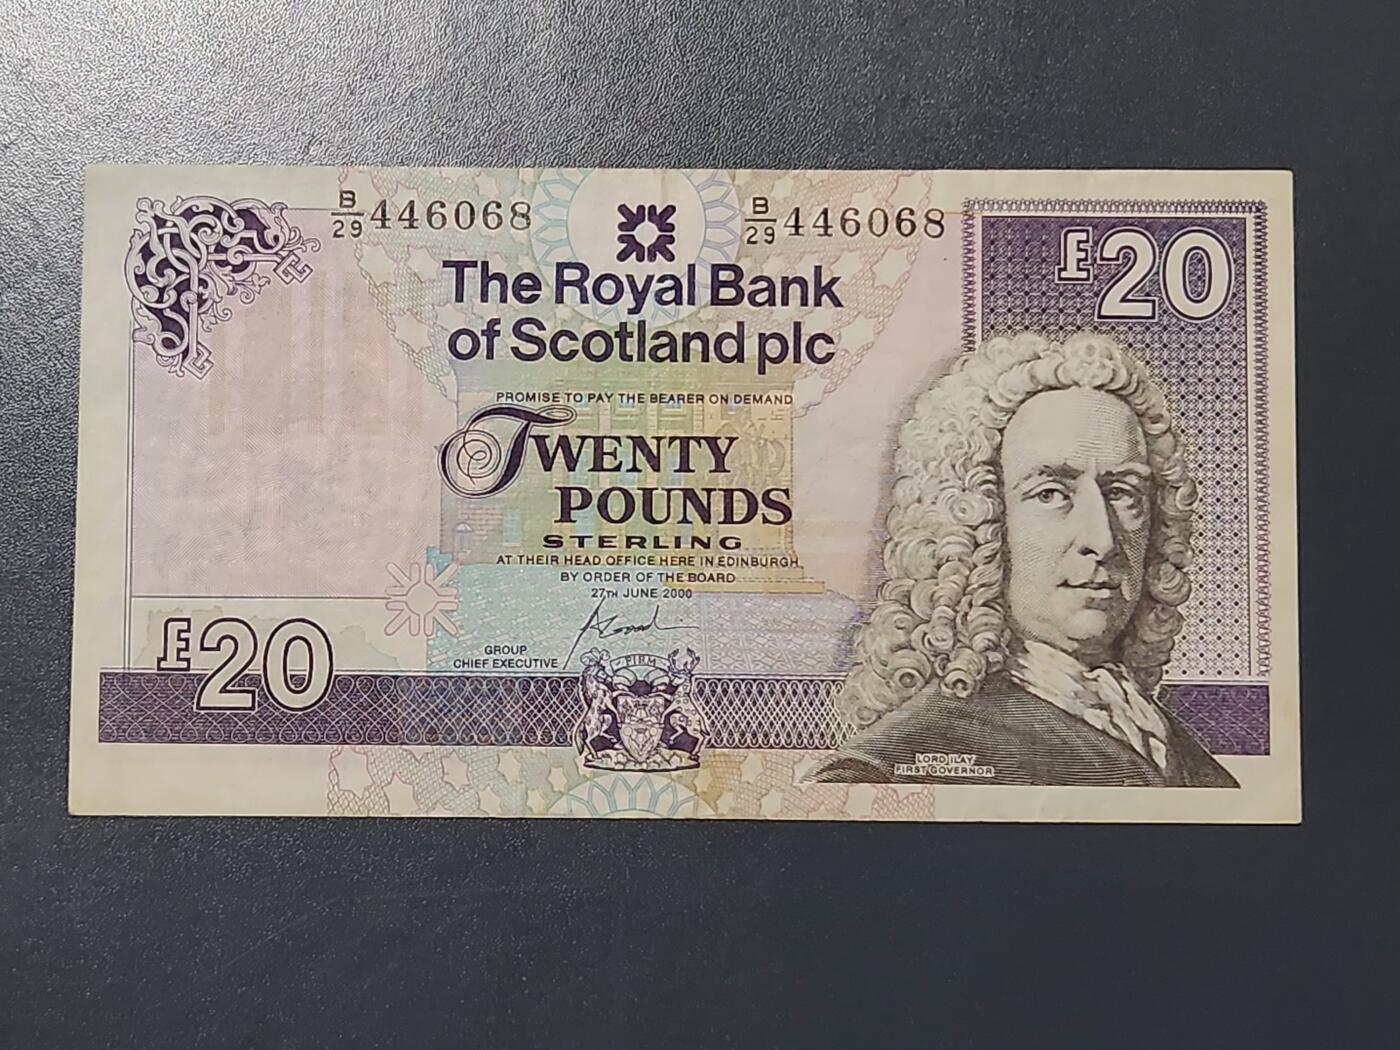 B/29 446068
B/29 446068
£20
The Royal Bank
of Scotland plc
PROMISE TO PAY THE BEARER ON DEMAND
TWENTY
POUNDS
STERLING
AT THEIR HEAD OFFICE HERE IN EDINBURGH
BY ORDER OF THE BOARD
27TH JUNE 2000
GROUP
CHIEF EXECUTIVE
£20
FIRM
LORD ILAY
FIRST GOVERNOR